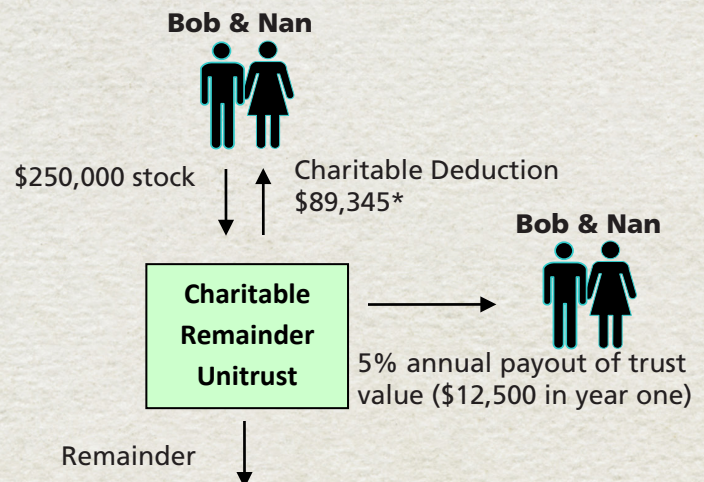 Bob & Nan
$250,000 stock
Charitable Deduction
$89,345*
Bob & Nan
Charitable
Remainder
Unitrust
5% annual payout of trust
value ($12,500 in year one)
Remainder